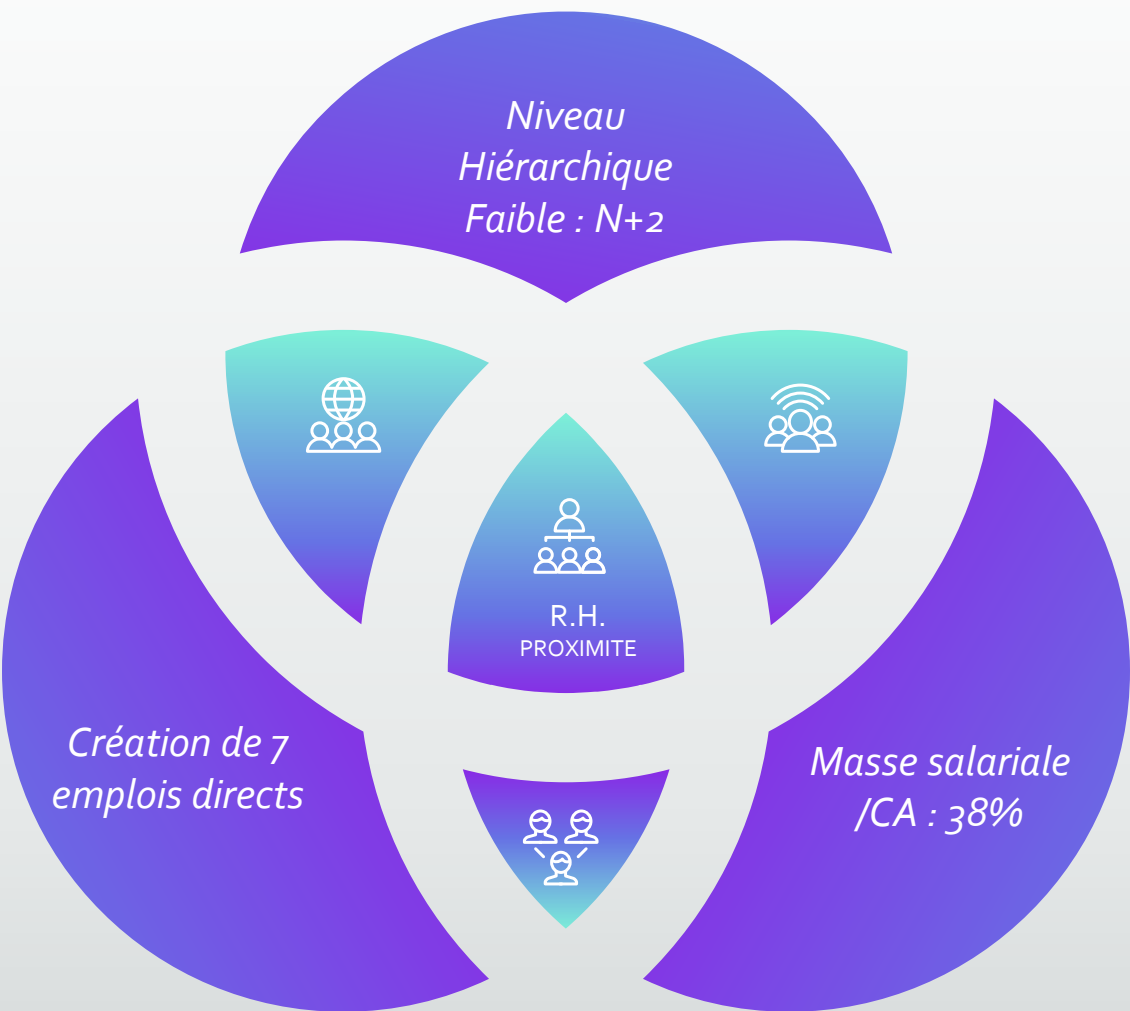 Niveau
Hiérarchique
Faible : N+2
R.H.
PROXIMITE
Création de 7
emplois directs
Masse salariale
/CA : 38%